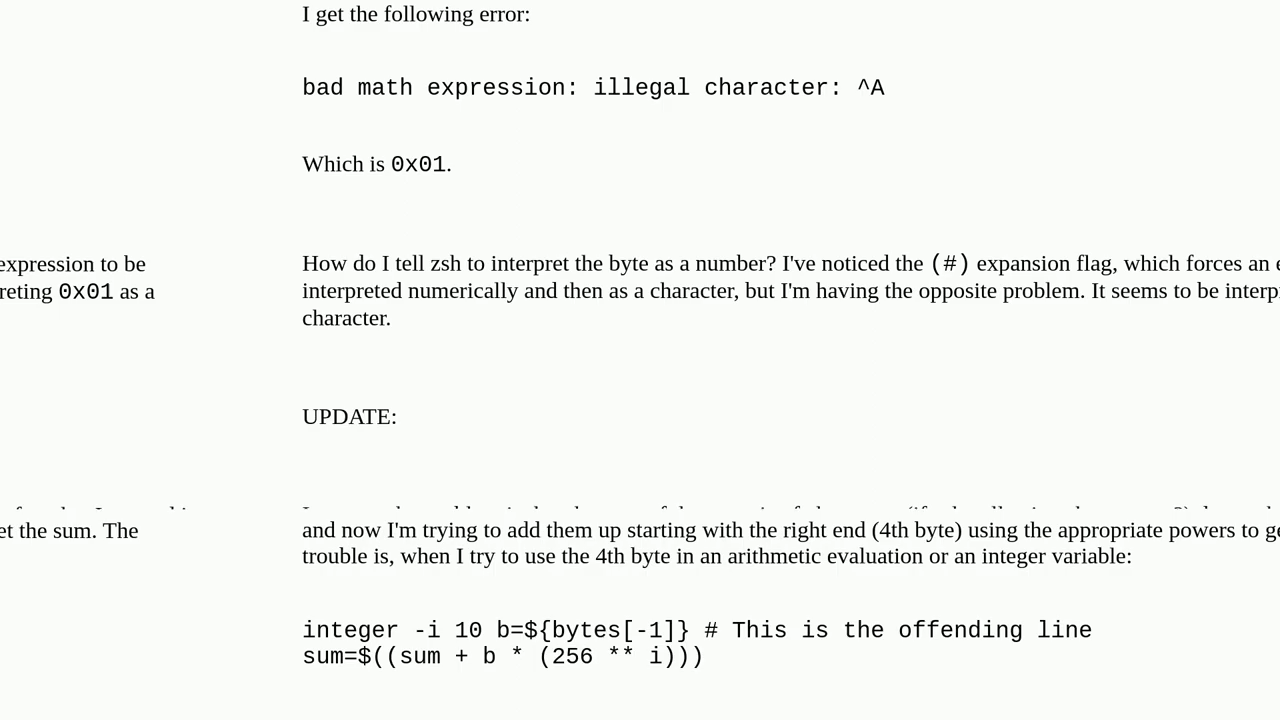 I get the following error:
bad math expression: illegal character: ^A
Which is 0x01.
expression to be
reting 0x01 as a
How do I tell zsh to interpret the byte as a number? I've noticed the (#) expansion flag, which forces an
interpreted numerically and then as a character, but I'm having the opposite problem. It seems to be interp
character.
UPDATE:
et the sum. The
and now I'm trying to add them up starting with the right end (4th byte) using the appropriate powers to ge
trouble is, when I try to use the 4th byte in an arithmetic evaluation or an integer variable:
integer -i 10 b=${bytes[-1]} # This is the offending line
sum=$((sum + b * (256 ** i)))